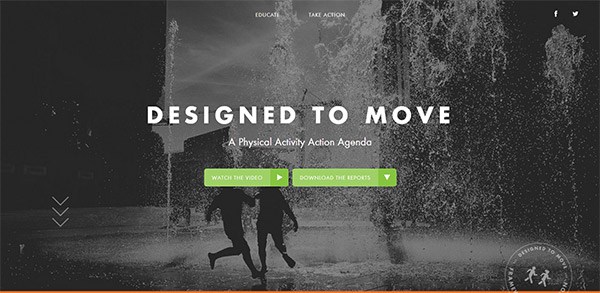 EDUCATE
TAKE ACTION
DESIGNED TO MOVE
A Physical Activity Action Agenda
WATCH THE VIDEO
DOWNLOAD THE REPORTS
DESIGNED TO MOVE